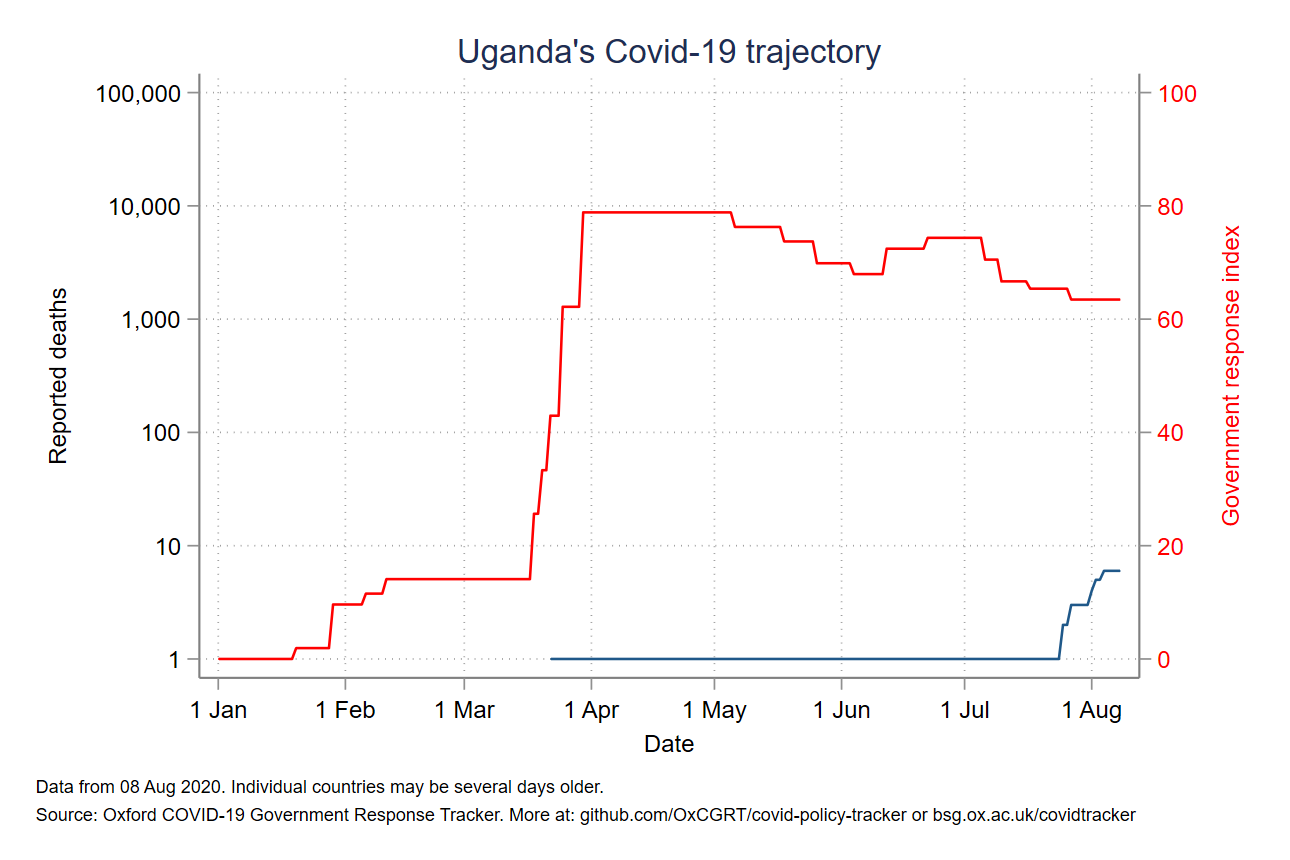 Uganda's Covid-19 trajectory
100,000
10,000
1,000
100
10
1
Reported deaths
100
80
60
40
20
0
Government response index
1 Jan 1 Feb 1 Mar 1 Apr 1 May 1 Jun 1 Jul 1 Aug
Date
Data from 08 Aug 2020. Individual countries may be several days older.
Source: Oxford COVID-19 Government Response Tracker. More at: github.com/OxCGRT/covid-policy-tracker or bsg.ox.ac.uk/covidtracker